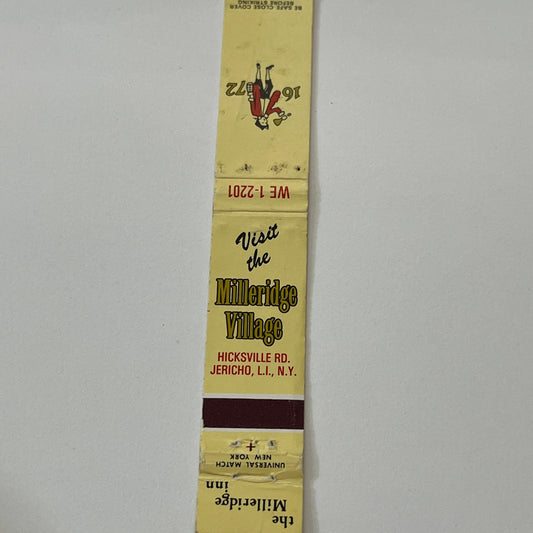 BE SAFE CLOSE COVER
BEFORE STRIKING
16 72
WE 1-2201
Visit
the
Milleridge
Village
HICKSVILLE RD.
JERICHO, L.I., N.Y.
UNIVERSAL MATCH
NEW YORK
the
Milleridge
inn